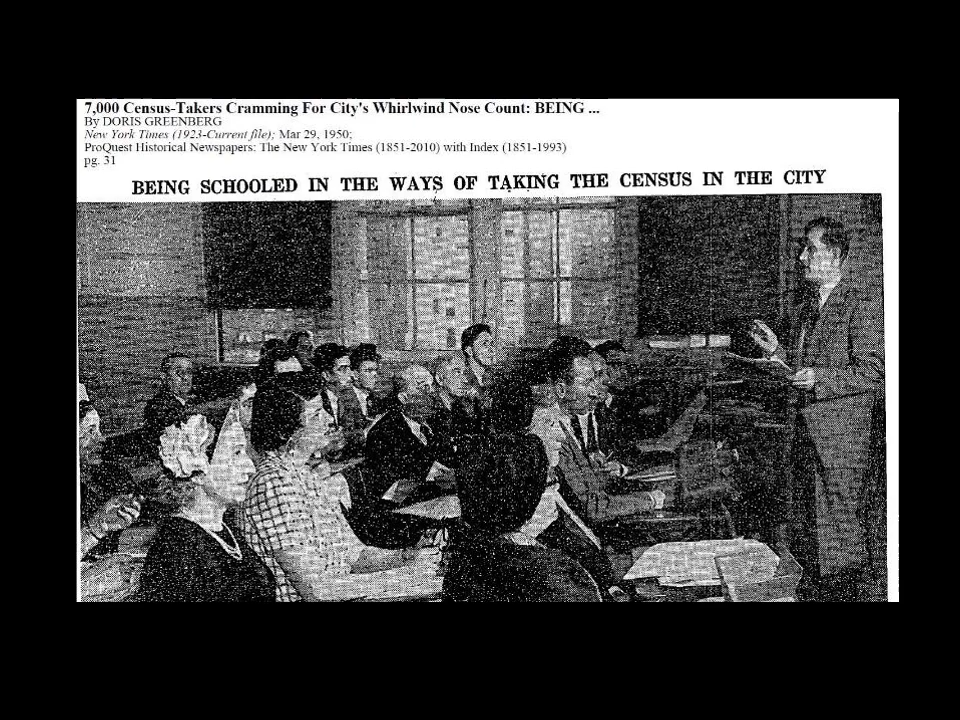 7,000 Census-Takers Cramming For City's Whirlwind Nose Count: BEING ...
By DORIS GREENBERG
New York Times (1923-Current file); Mar 29, 1950;
ProQuest Historical Newspapers: The New York Times (1851-2010) with Index (1851-1993)
pg. 31
BEING SCHOOLED IN THE WAYS OF TAKING THE CENSUS IN THE CITY